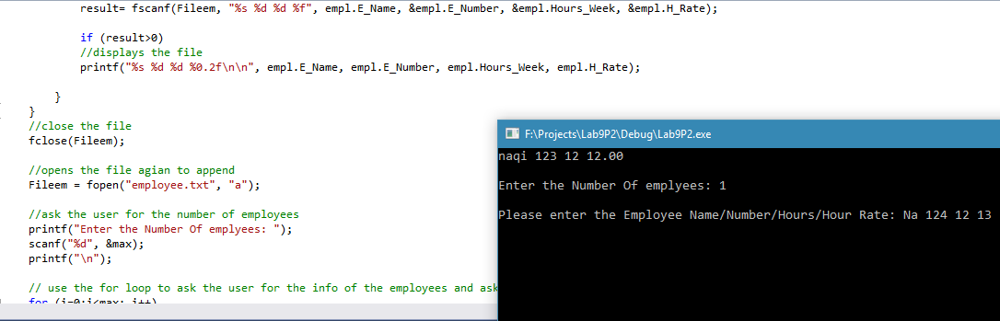 result= fscanf(Fileem, "%s %d %d %f", empl.E_Name, &empl.E_Number, &empl.Hours_Week, &empl.H_Rate);
if (result>0)
//displays the file
printf("%s %d %d %0.2f\n\n", empl.E_Name, empl.E_Number, empl.Hours_Week, empl.H_Rate);
}
}
//close the file
fclose(Fileem);
//opens the file agian to append
Fileem = fopen("employee.txt", "a");
//ask the user for the number of employees
printf("Enter the Number Of emplyees: ");
scanf("%d", &max);
printf("\n");
// use the for loop to ask the user for the info of the employees and ask
for (i=0;i<max; i++)
F:\Projects\Lab9P2\Debug\Lab9P2.exe
naqi 123 12 12.00
Enter the Number Of emplyees: 1
Please enter the Employee Name/Number/Hours/Hour Rate: Na 124 12 13